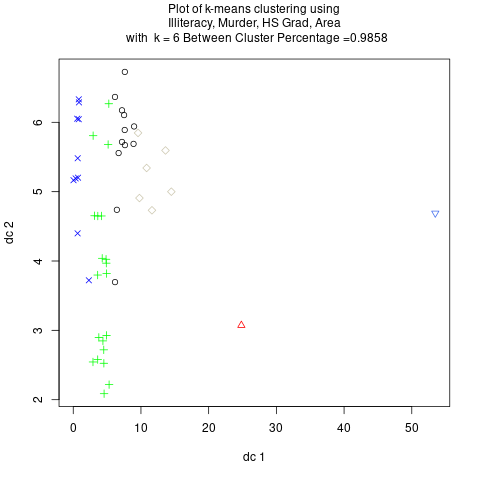 Plot of k-means clustering using
Illiteracy, Murder, HS Grad, Area
with k = 6 Between Cluster Percentage =0.9858
6
5
4
3
2
dc 2
0 10 20 30 40 50
dc 1